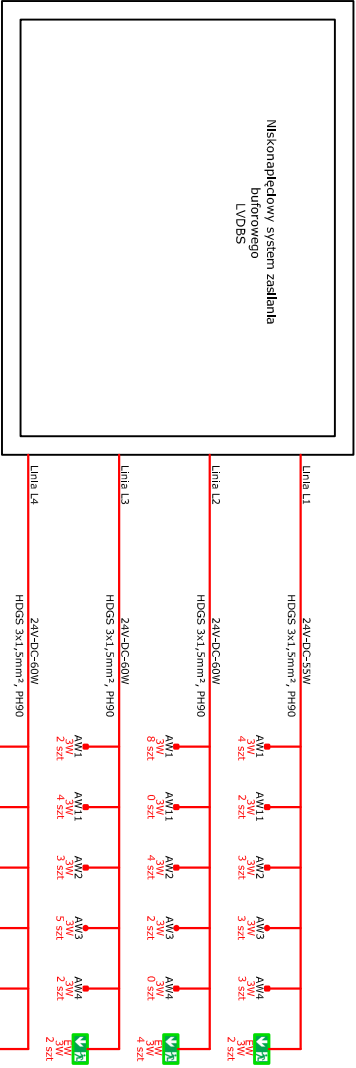 Niskonapięciowy system zasilania
buforowego
LVDBS
Linia L1
24V-DC-55W
HDGS 3x1,5mm², PH90
AW1
3W
4 szt
AW11
3W
2 szt
AW2
3W
3 szt
AW3
3W
3 szt
AW4
3W
3 szt
EW
3W
2 szt
Linia L2
24V-DC-60W
HDGS 3x1,5mm², PH90
AW1
3W
8 szt
AW11
3W
0 szt
AW2
3W
4 szt
AW3
3W
2 szt
AW4
3W
0 szt
EW
3W
4 szt
Linia L3
24V-DC-60W
HDGS 3x1,5mm², PH90
AW1
3W
2 szt
AW11
3W
4 szt
AW2
3W
3 szt
AW3
3W
5 szt
AW4
3W
2 szt
EW
3W
2 szt
Linia L4
24V-DC-60W
HDGS 3x1,5mm², PH90